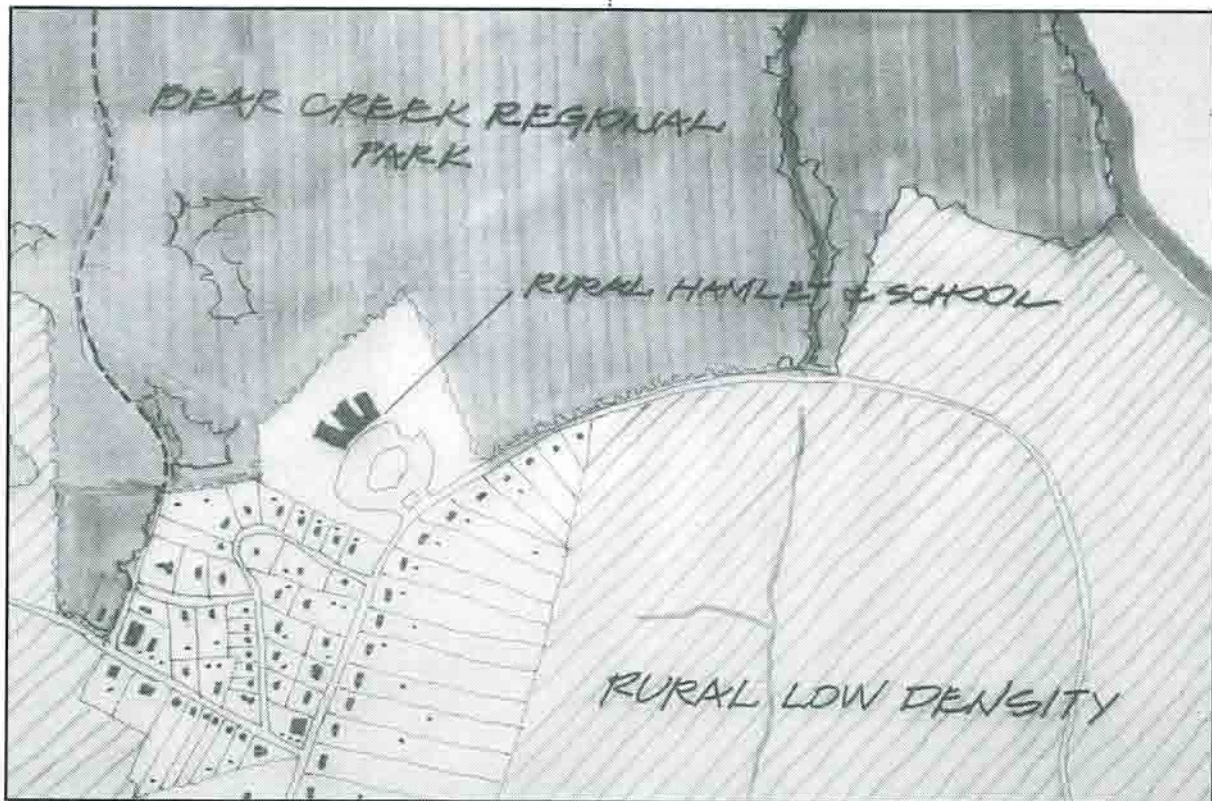 BEAR CREEK REGIONAL
PARK
RURAL HAMLET & SCHOOL
RURAL LOW DENSITY